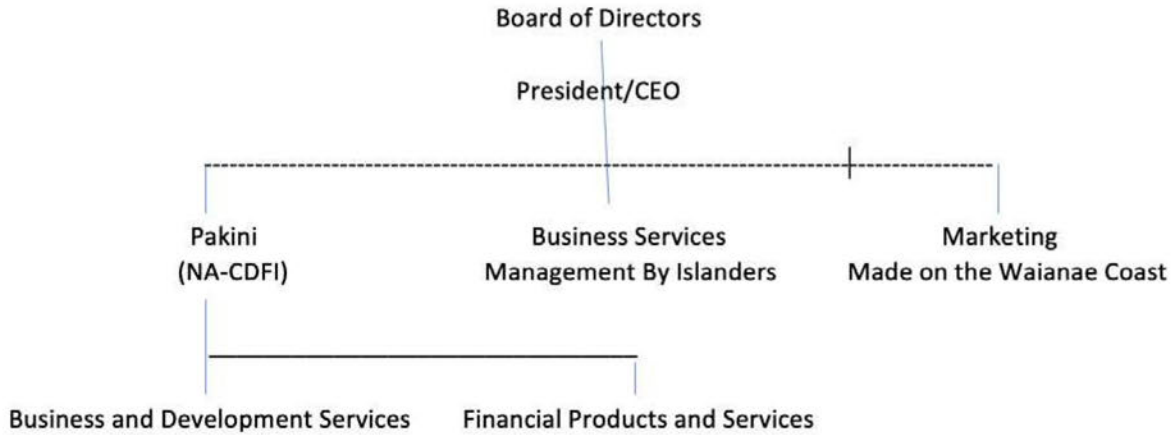 Board of Directors
President/CEO
Pakini
(NA-CDFI)
Business Services
Management By Islanders
Marketing
Made on the Waianae Coast
Business and Development Services
Financial Products and Services